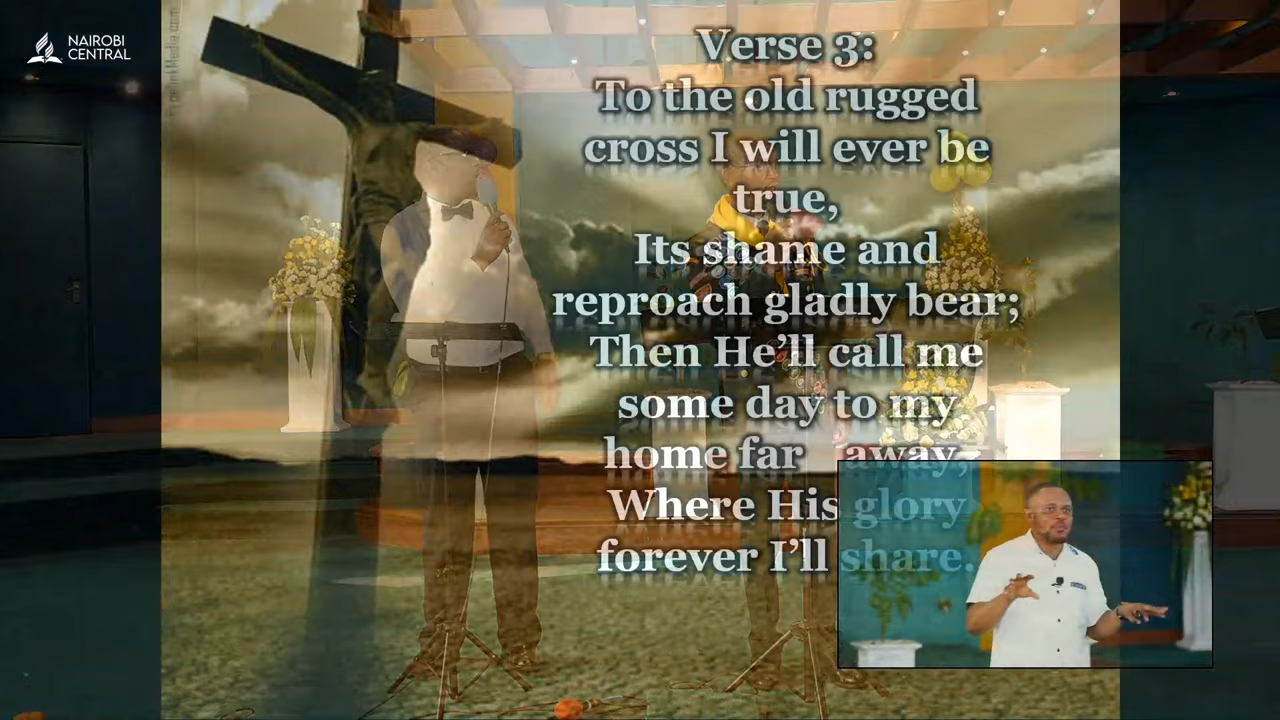 NAIROBI
CENTRAL
Verse 3:
To the old rugged
cross I will ever be
true,
Its shame and
reproach gladly bear;
Then He’ll call me
some day to my
home far away,
Where His glory
forever I’ll share.